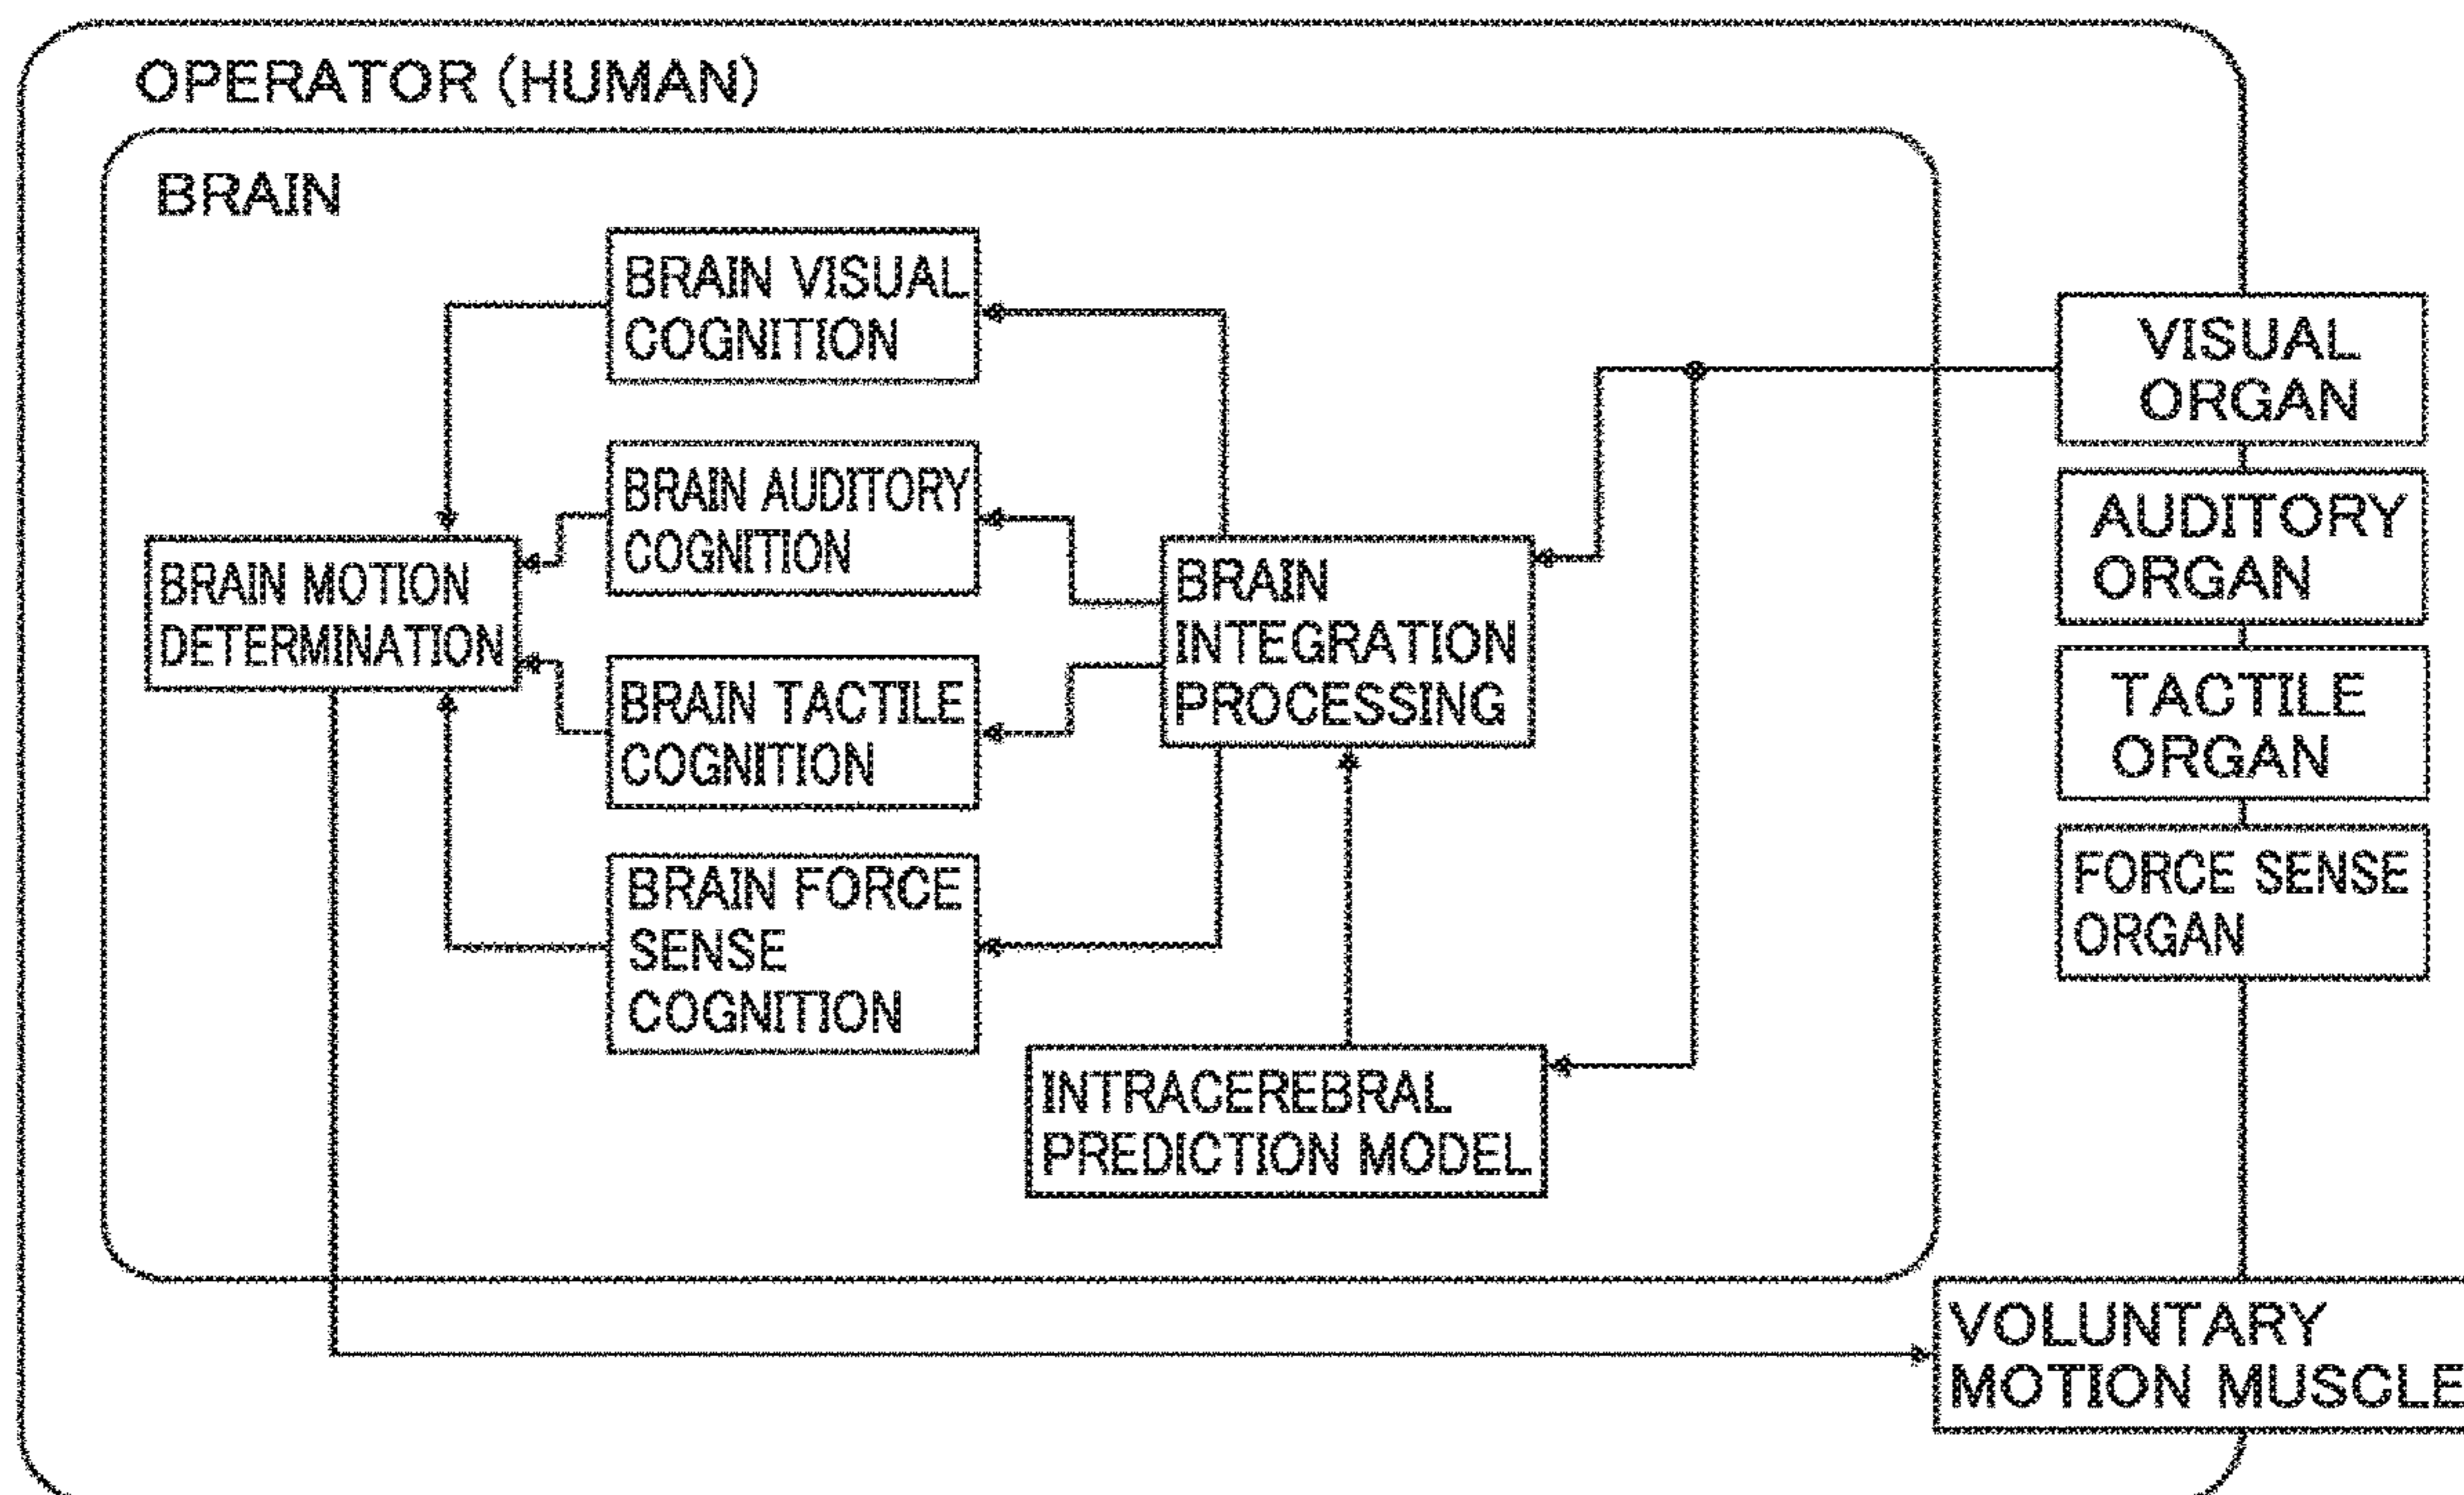 OPERATOR (HUMAN)
BRAIN
BRAIN VISUAL
COGNITION
BRAIN AUDITORY
COGNITION
BRAIN MOTION
DETERMINATION
BRAIN TACTILE
COGNITION
BRAIN FORCE
SENSE
COGNITION
BRAIN
INTEGRATION
PROCESSING
INTRACEREBRAL
PREDICTION MODEL
VISUAL
ORGAN
AUDITORY
ORGAN
TACTILE
ORGAN
FORCE SENSE
ORGAN
VOLUNTARY
MOTION MUSCLE